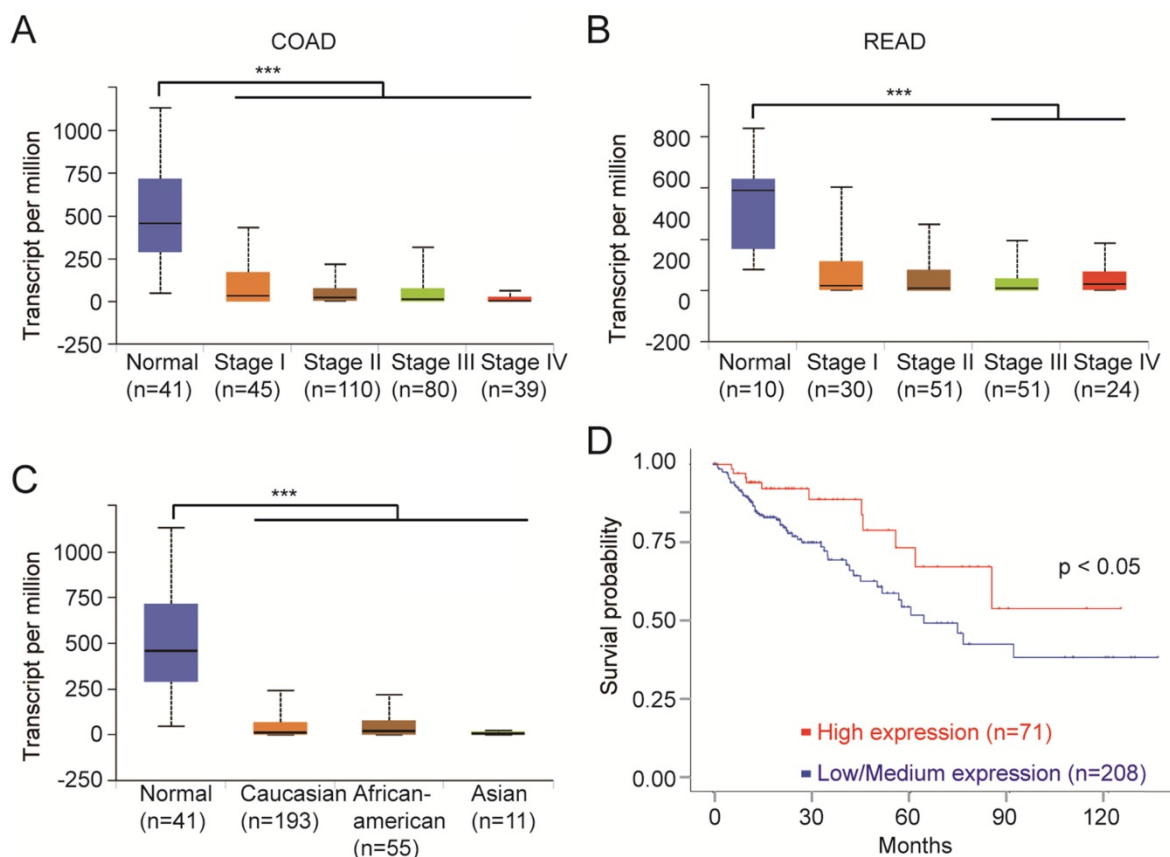 A
COAD
***
Transcript per million
1000
750
500
250
0
-250
Normal Stage I Stage II Stage III Stage IV
(n=41) (n=45) (n=110) (n=80) (n=39)
B
READ
***
Transcript per million
800
600
400
200
0
-200
Normal Stage I Stage II Stage III Stage IV
(n=10) (n=30) (n=51) (n=51) (n=24)
C
***
Transcript per million
1000
750
500
250
0
-250
Normal Caucasian African- Asian
(n=41) (n=193) american (n=11)
(n=55)
D
Survial probability
1.00
0.75
0.50
0.25
0.00
p < 0.05
High expression (n=71)
Low/Medium expression (n=208)
0 30 60 90 120
Months